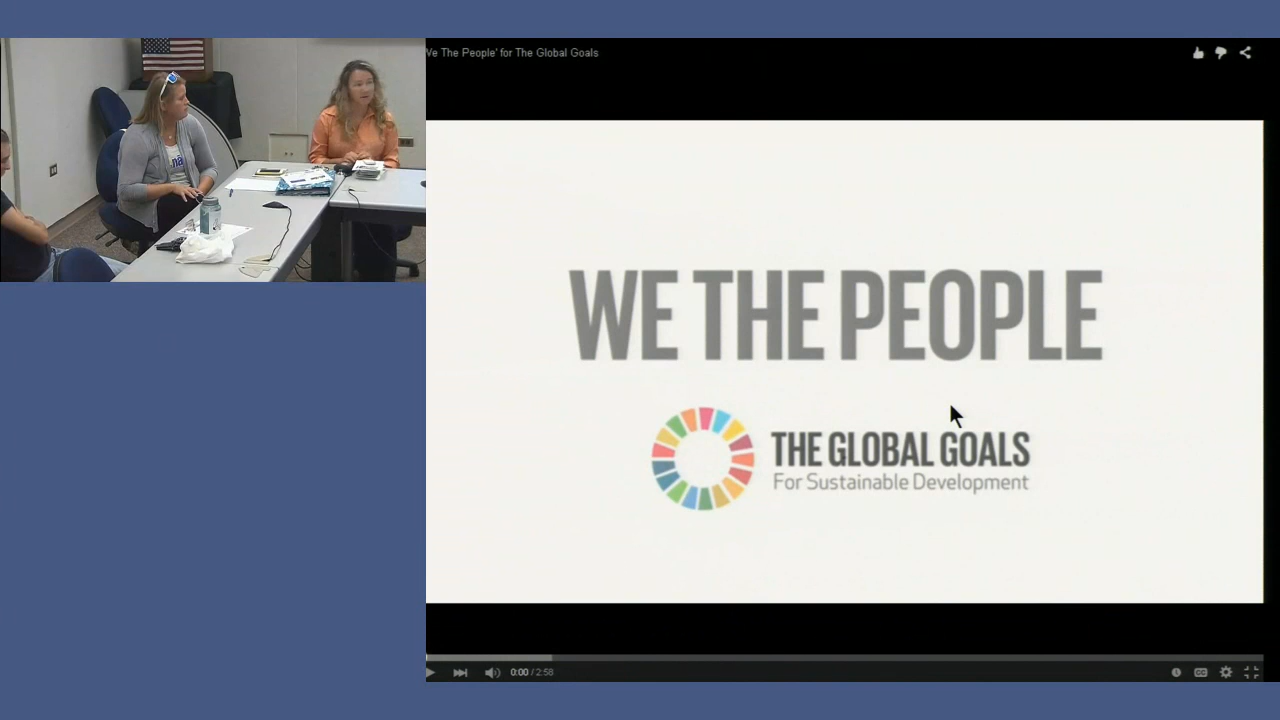 We The People' for The Global Goals
WE THE PEOPLE
THE GLOBAL GOALS
For Sustainable Development
0:00 / 2:58
CC